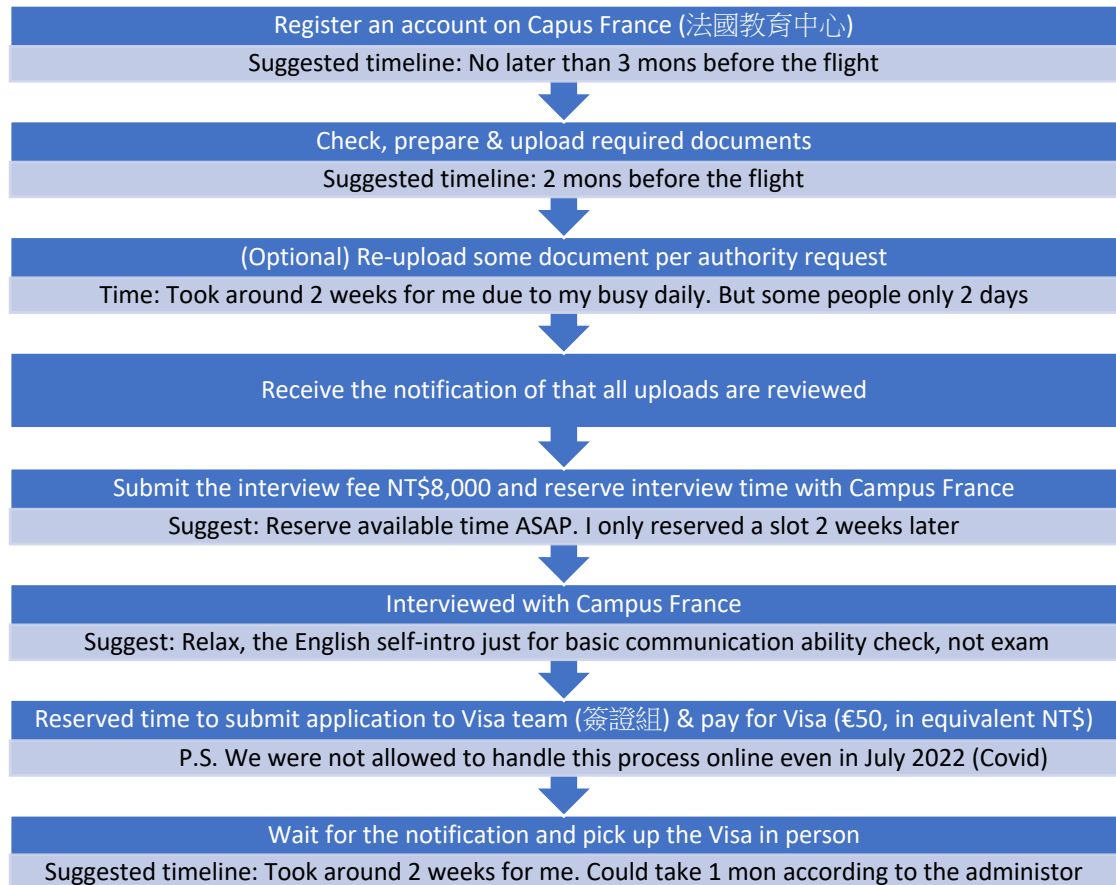 Register an account on Capus France (法國教育中心)
Suggested timeline: No later than 3 mons before the flight
Check, prepare & upload required documents
Suggested timeline: 2 mons before the flight
(Optional) Re-upload some document per authority request
Time: Took around 2 weeks for me due to my busy daily. But some people only 2 days
Receive the notification of that all uploads are reviewed
Submit the interview fee NT$8,000 and reserve interview time with Campus France
Suggest: Reserve available time ASAP. I only reserved a slot 2 weeks later
Interviewed with Campus France
Suggest: Relax, the English self-intro just for basic communication ability check, not exam
Reserved time to submit application to Visa team (簽證組) & pay for Visa (€50, in equivalent NT$)
P.S. We were not allowed to handle this process online even in July 2022 (Covid)
Wait for the notification and pick up the Visa in person
Suggested timeline: Took around 2 weeks for me. Could take 1 mon according to the administor